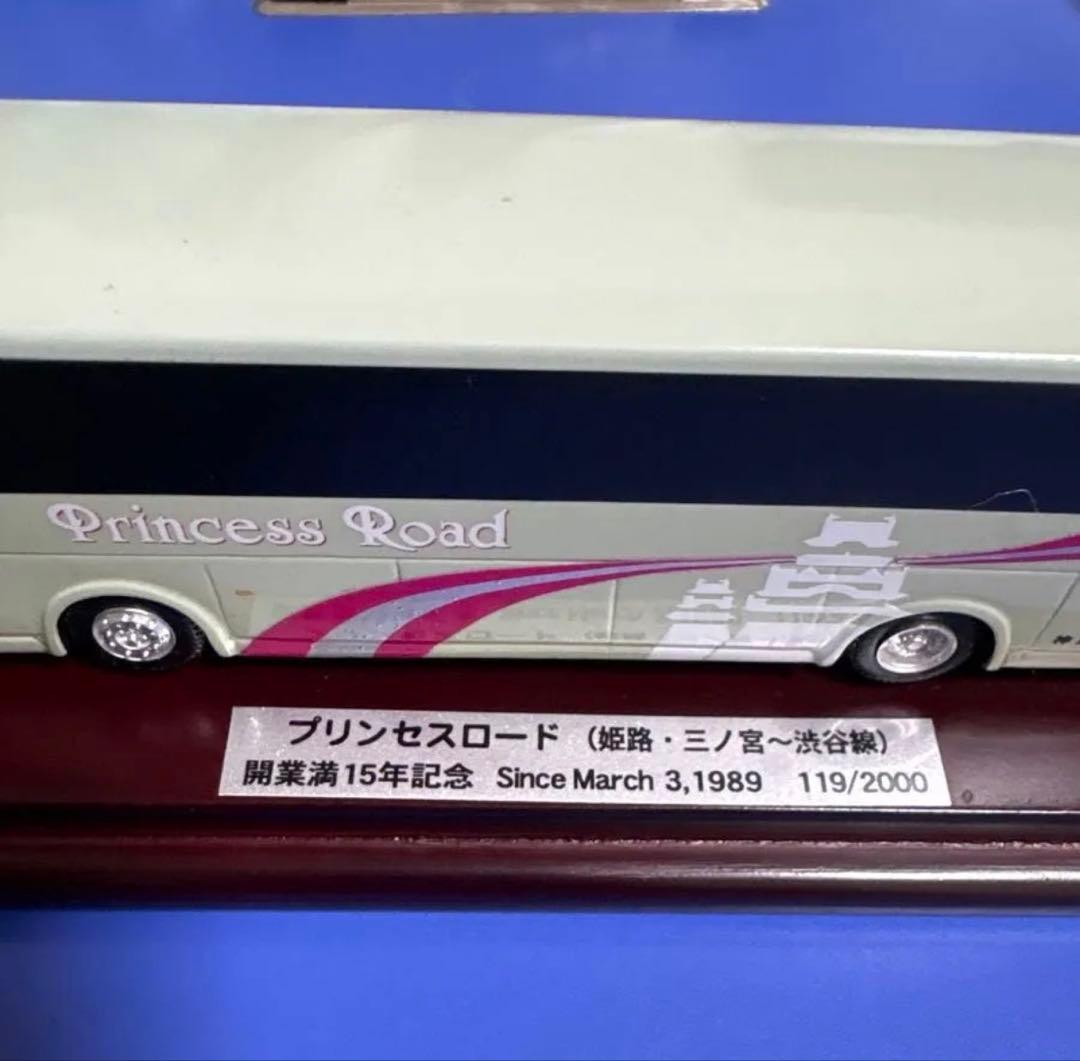 Princess Road
神
プリンセスロード (姫路・三ノ宮〜渋谷線)
開業満15年記念 Since March 3,1989 119/2000